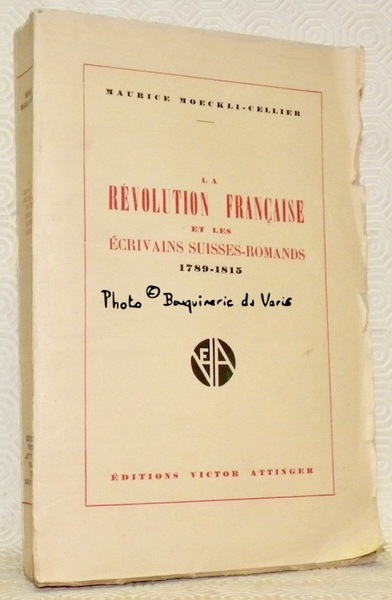 MAURICE MOECKLI-CELLIER
LA
RÉVOLUTION FRANÇAISE
ET LES
ÉCRIVAINS SUISSES-ROMANDS
1789-1815
Photo © Bouquinerie du Varis
ÉDITIONS VICTOR ATTINGER